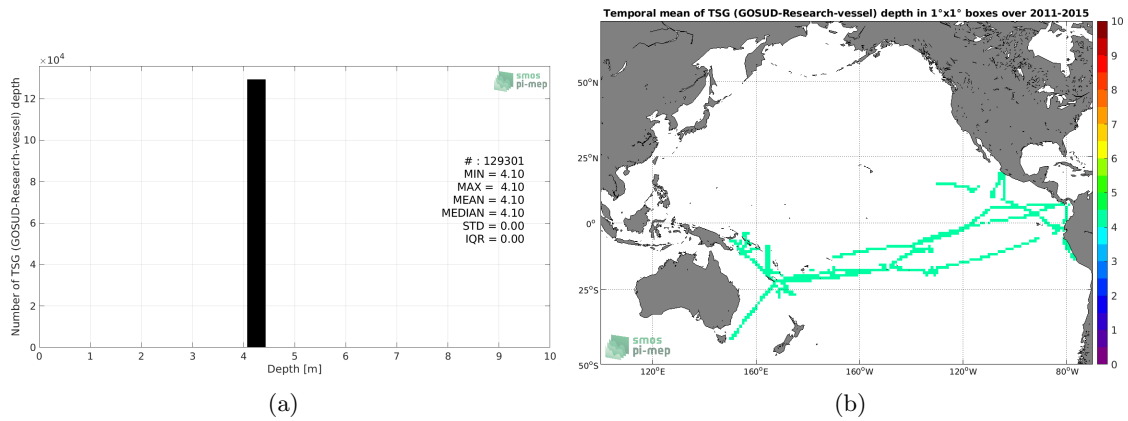 ×10⁴
12
10
8
6
4
2
0
Number of TSG (GOSUD-Research-vessel) depth
smos
pi-mep
# : 129301
MIN = 4.10
MAX = 4.10
MEAN = 4.10
MEDIAN = 4.10
STD = 0.00
IQR = 0.00
0 1 2 3 4 5 6 7 8 9 10
Depth [m]
(a)
Temporal mean of TSG (GOSUD-Research-vessel) depth in 1°x1° boxes over 2011-2015
50°N
25°N
0°
25°S
50°S
smos
pi-mep
120°E 160°E 160°W 120°W 80°W
10
9
8
7
6
5
4
3
2
1
0
(b)